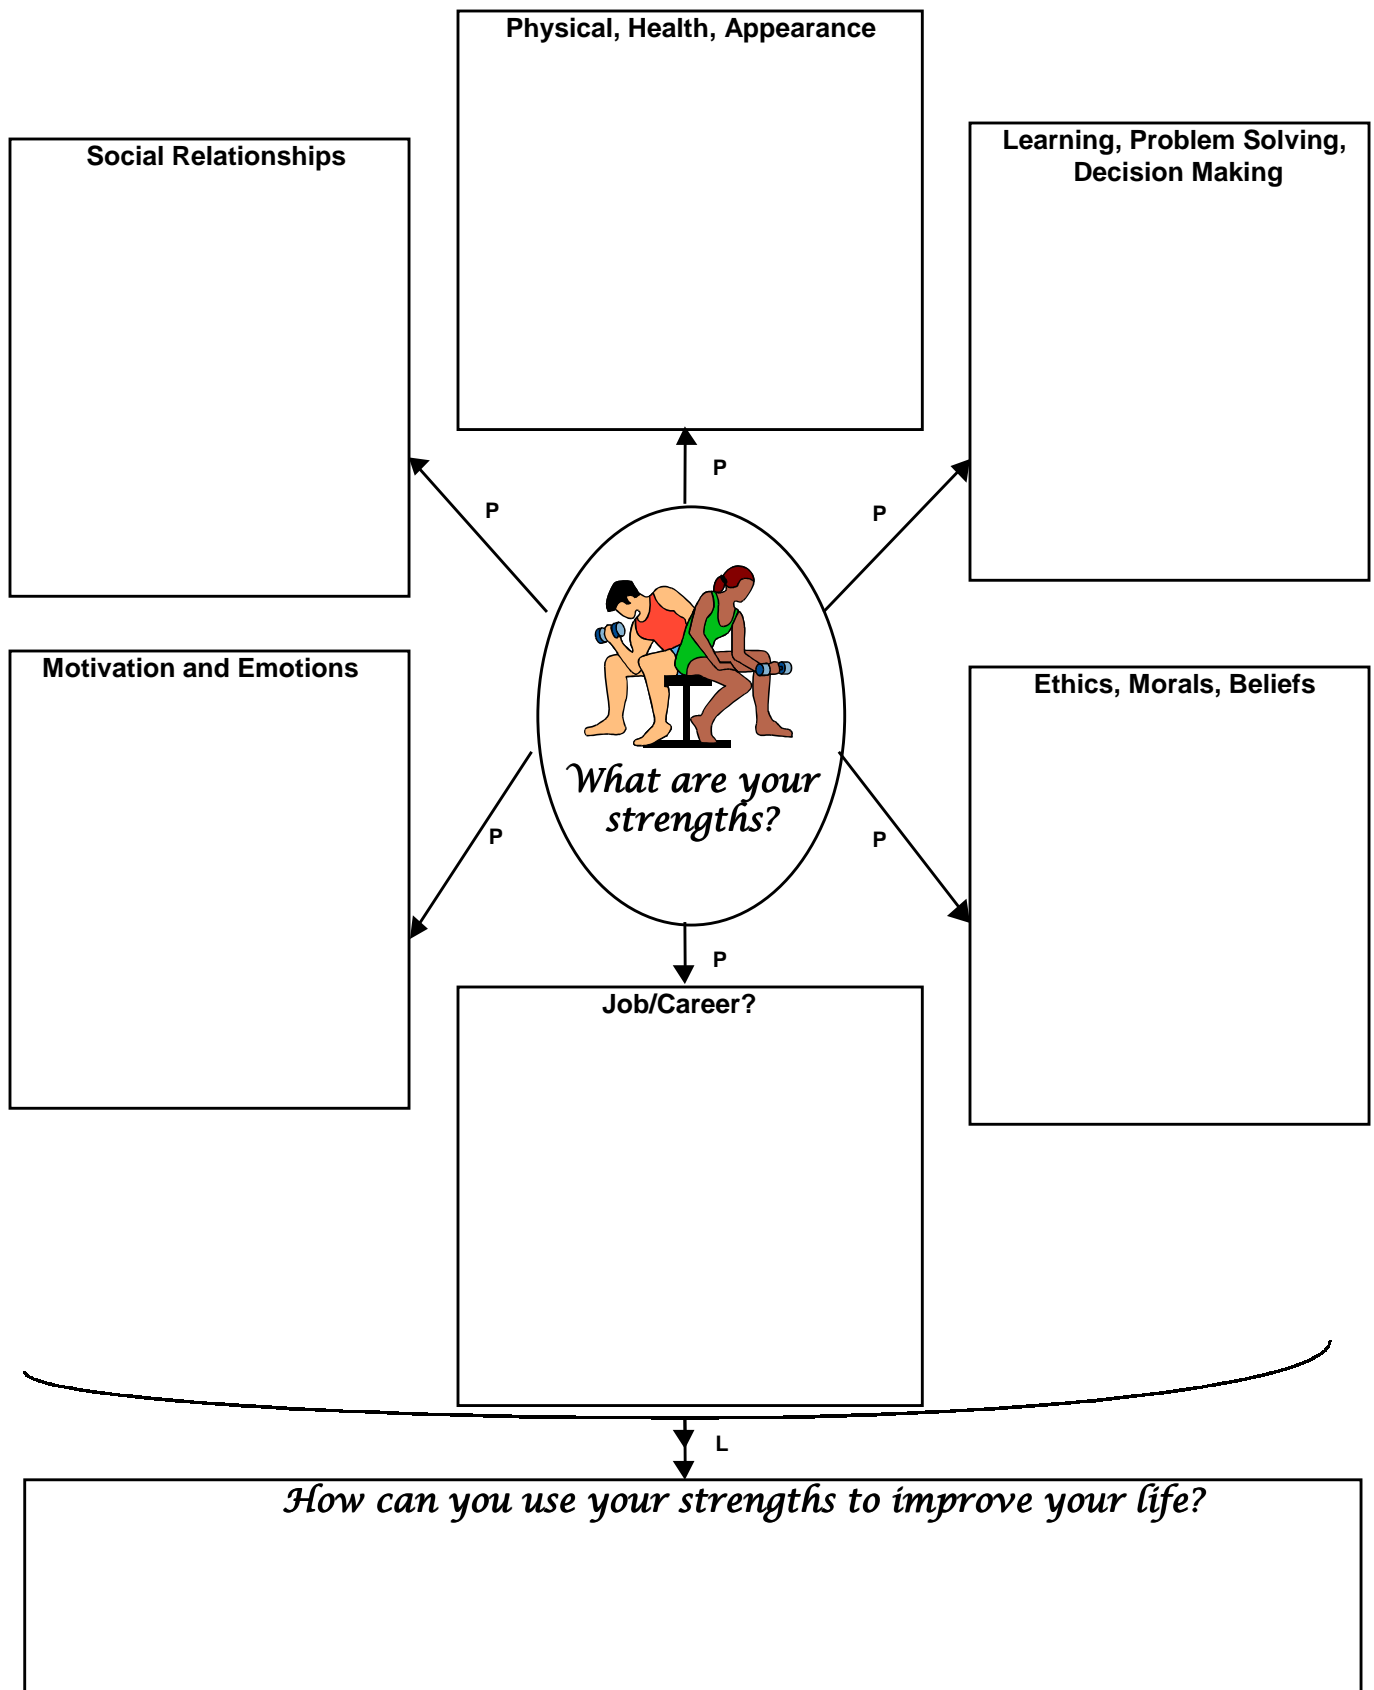 Physical, Health, Appearance
Social Relationships
Learning, Problem Solving,
Decision Making
P
P
P
Motivation and Emotions
Ethics, Morals, Beliefs
What are your
strengths?
P
P
P
Job/Career?
L
How can you use your strengths to improve your life?